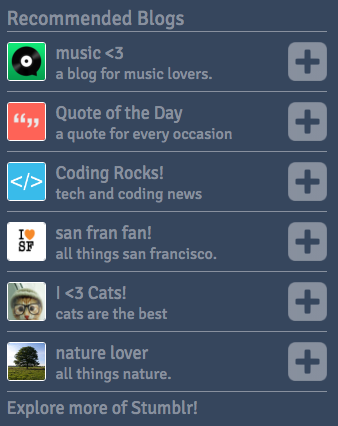 Recommended Blogs
music <3
a blog for music lovers.
Quote of the Day
a quote for every occasion
</>
Coding Rocks!
tech and coding news
I
SF
san fran fan!
all things san francisco.
I <3 Cats!
cats are the best
nature lover
all things nature.
Explore more of Stumblr!